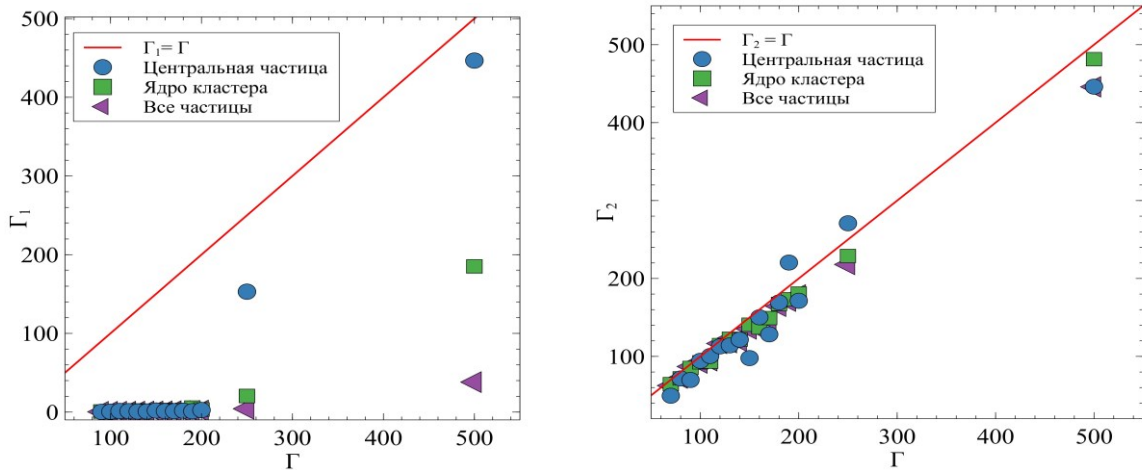 500
400
300
200
100
0
Γ₁
Γ₁= Γ
Центральная частица
Ядро кластера
Все частицы
100 200 300 400 500
Γ
500
400
200
100
Γ₂
Γ₂ = Γ
Центральная частица
Ядро кластера
Все частицы
100 200 300 400 500
Γ